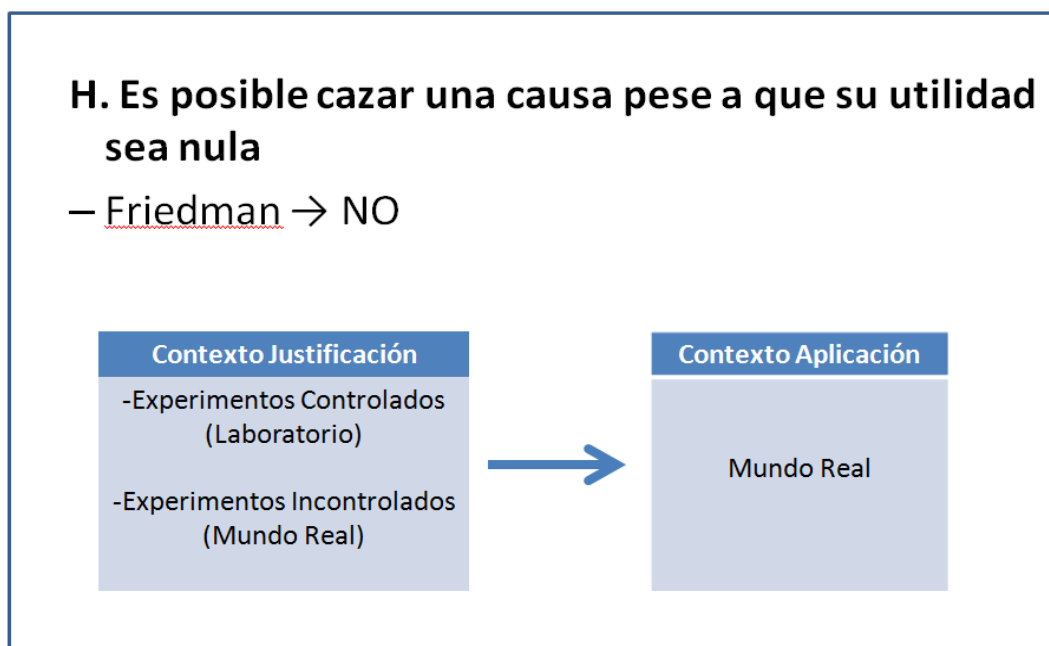 H. Es posible cazar una causa pese a que su utilidad
sea nula
– Friedman → NO
Contexto Justificación
-Experimentos Controlados
(Laboratorio)
-Experimentos Incontrolados
(Mundo Real)
Contexto Aplicación
Mundo Real